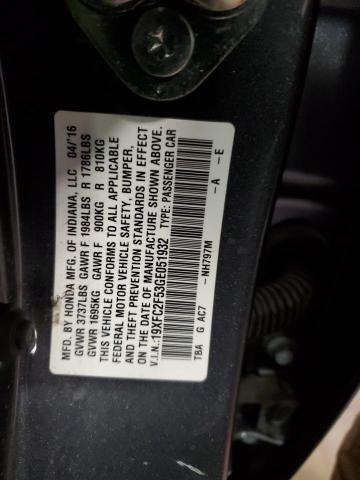 MFD. BY HONDA MFG. OF INDIANA, LLC 04/16
GVWR 3737LBS GAWR F 1984LBS R 1786LBS
GVWR 1695KG GAWR F 900KG R 810KG
THIS VEHICLE CONFORMS TO ALL APPLICABLE
FEDERAL MOTOR VEHICLE SAFETY, BUMPER,
AND THEFT PREVENTION STANDARDS IN EFFECT
ON THE DATE OF MANUFACTURE SHOWN ABOVE.
V.I.N.:19XFC2F53GE051932 TYPE: PASSENGER CAR
-NH797M -A -E
TBA G AC7